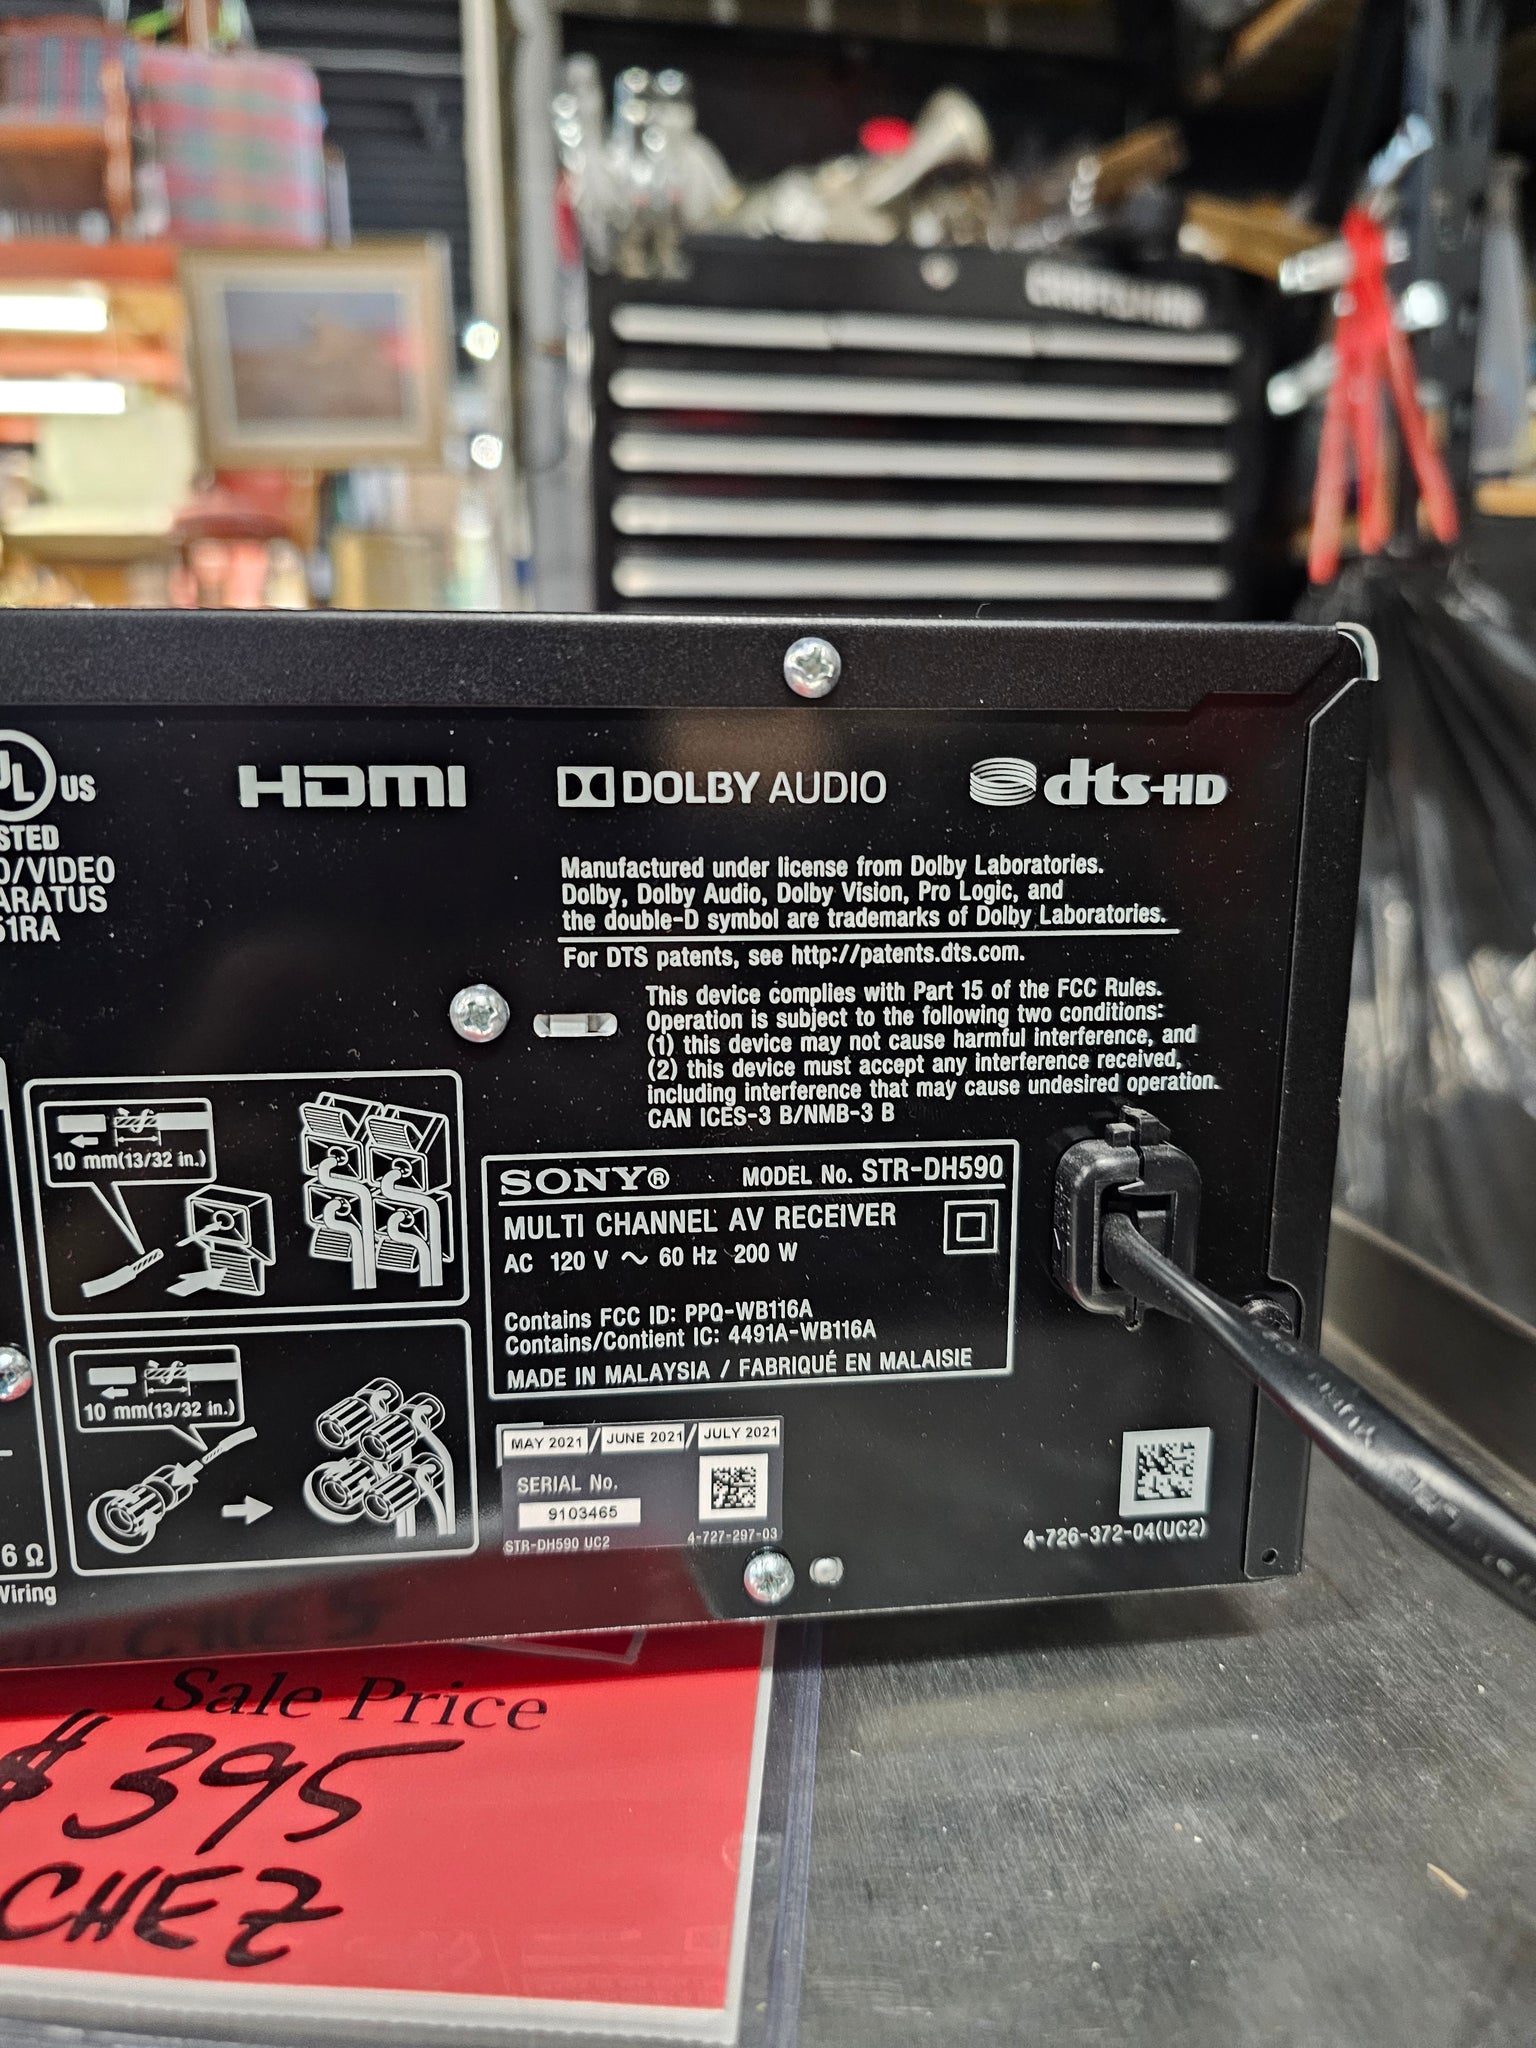 UL US
STED
O/VIDEO
ARATUS
51RA
HDMI
DOLBY AUDIO
dts-HD
Manufactured under license from Dolby Laboratories.
Dolby, Dolby Audio, Dolby Vision, Pro Logic, and
the double-D symbol are trademarks of Dolby Laboratories.
For DTS patents, see http://patents.dts.com.
This device complies with Part 15 of the FCC Rules.
Operation is subject to the following two conditions:
(1) this device may not cause harmful interference, and
(2) this device must accept any interference received,
including interference that may cause undesired operation.
CAN ICES-3 B/NMB-3 B
10 mm(13/32 in.)
10 mm(13/32 in.)
6 Ω
Wiring
SONY® MODEL No. STR-DH590
MULTI CHANNEL AV RECEIVER
AC 120 V ~ 60 Hz 200 W
Contains FCC ID: PPQ-WB116A
Contains/Contient IC: 4491A-WB116A
MADE IN MALAYSIA / FABRIQUÉ EN MALAISIE
MAY 2021 / JUNE 2021 / JULY 2021
SERIAL No.
9103465
STR-DH590 UC2 4-727-297-03
4-726-372-04(UC2)
Sale Price
$395
CHEZ